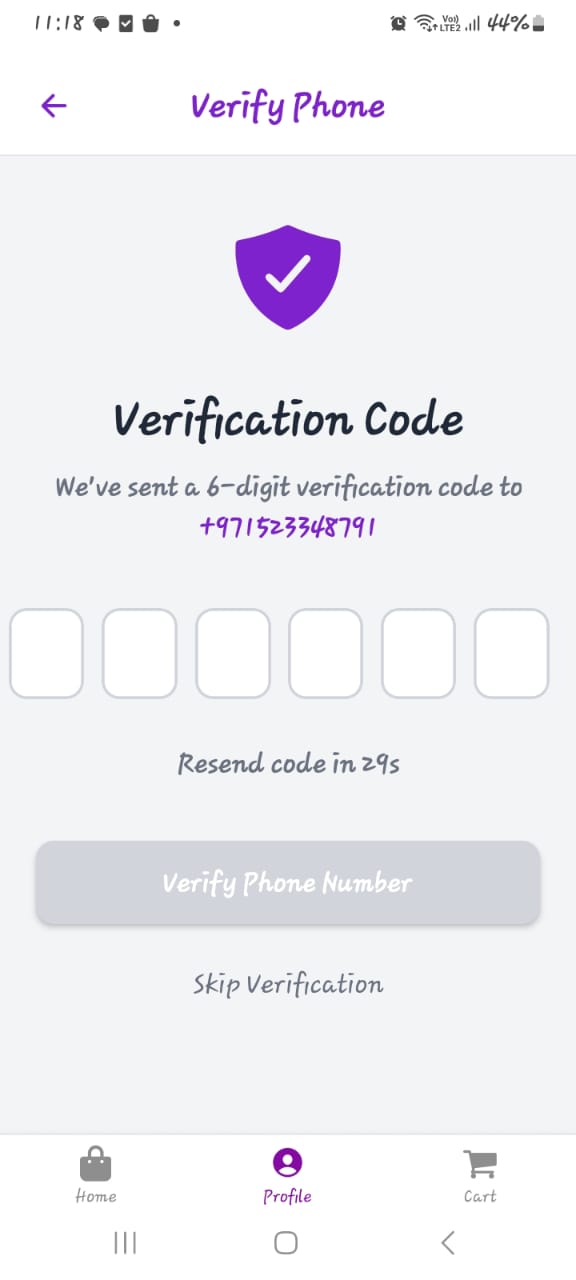 11:18
Vo)) LTE2 44%
Verify Phone
Verification Code
We've sent a 6-digit verification code to
+971523348791
Resend code in 29s
Verify Phone Number
Skip Verification
Home Profile Cart